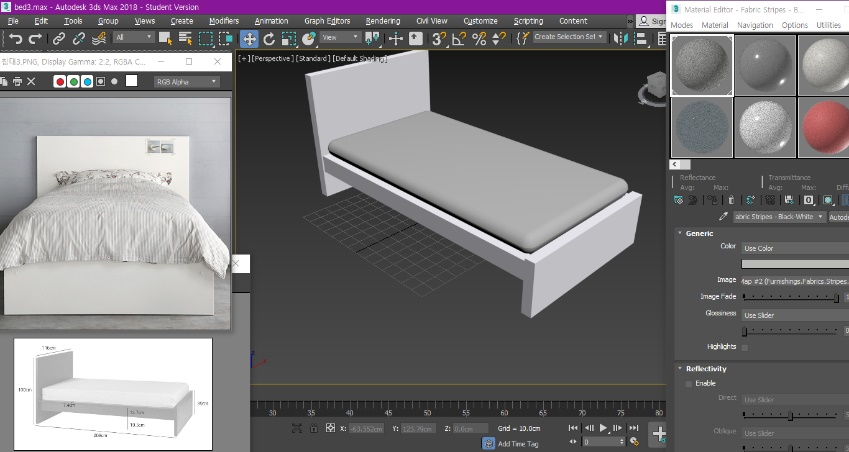 bed3.max - Autodesk 3ds Max 2018 - Student Version
Edit Tools Group Views Create Modifiers Animation Graph Editors Rendering Civil View Customize Scripting Content
All View Create Selection Set
[+] [Perspective] [Standard] [Default Shading]
침대3.PNG, Display Gamma: 2.2, RGBA C...
RGB Alpha
200cm
30 35 40 45 50 55 60 65 70 75 80
X: -63.552cm Y: 123.79cm Z: 0.0cm Grid = 10.0cm
0
Add Time Tag
Material Editor - Fabric Stripes - B...
Modes Material Navigation Options Utilities
Reflectance Transmittance
Avg: Max: Avg: Max: Diff
abric Stripes - Black-White Autod
Generic
Color Use Color
Image Map #2 (Furnishings.Fabrics.Stripes.
Image Fade
Glossiness Use Slider
Highlights
Reflectivity
Enable
Direct Use Slider
Oblique Use Slider